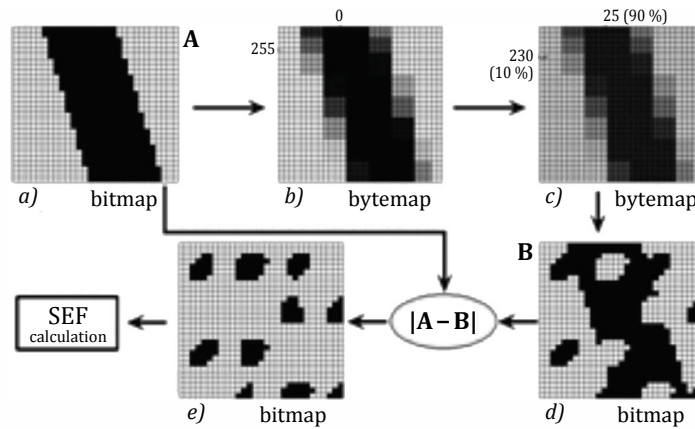 0
25 (90 %)
A
255
230
(10 %)
a) bitmap
b) bytemap
c) bytemap
B
SEF
calculation
|A – B|
e) bitmap
d) bitmap